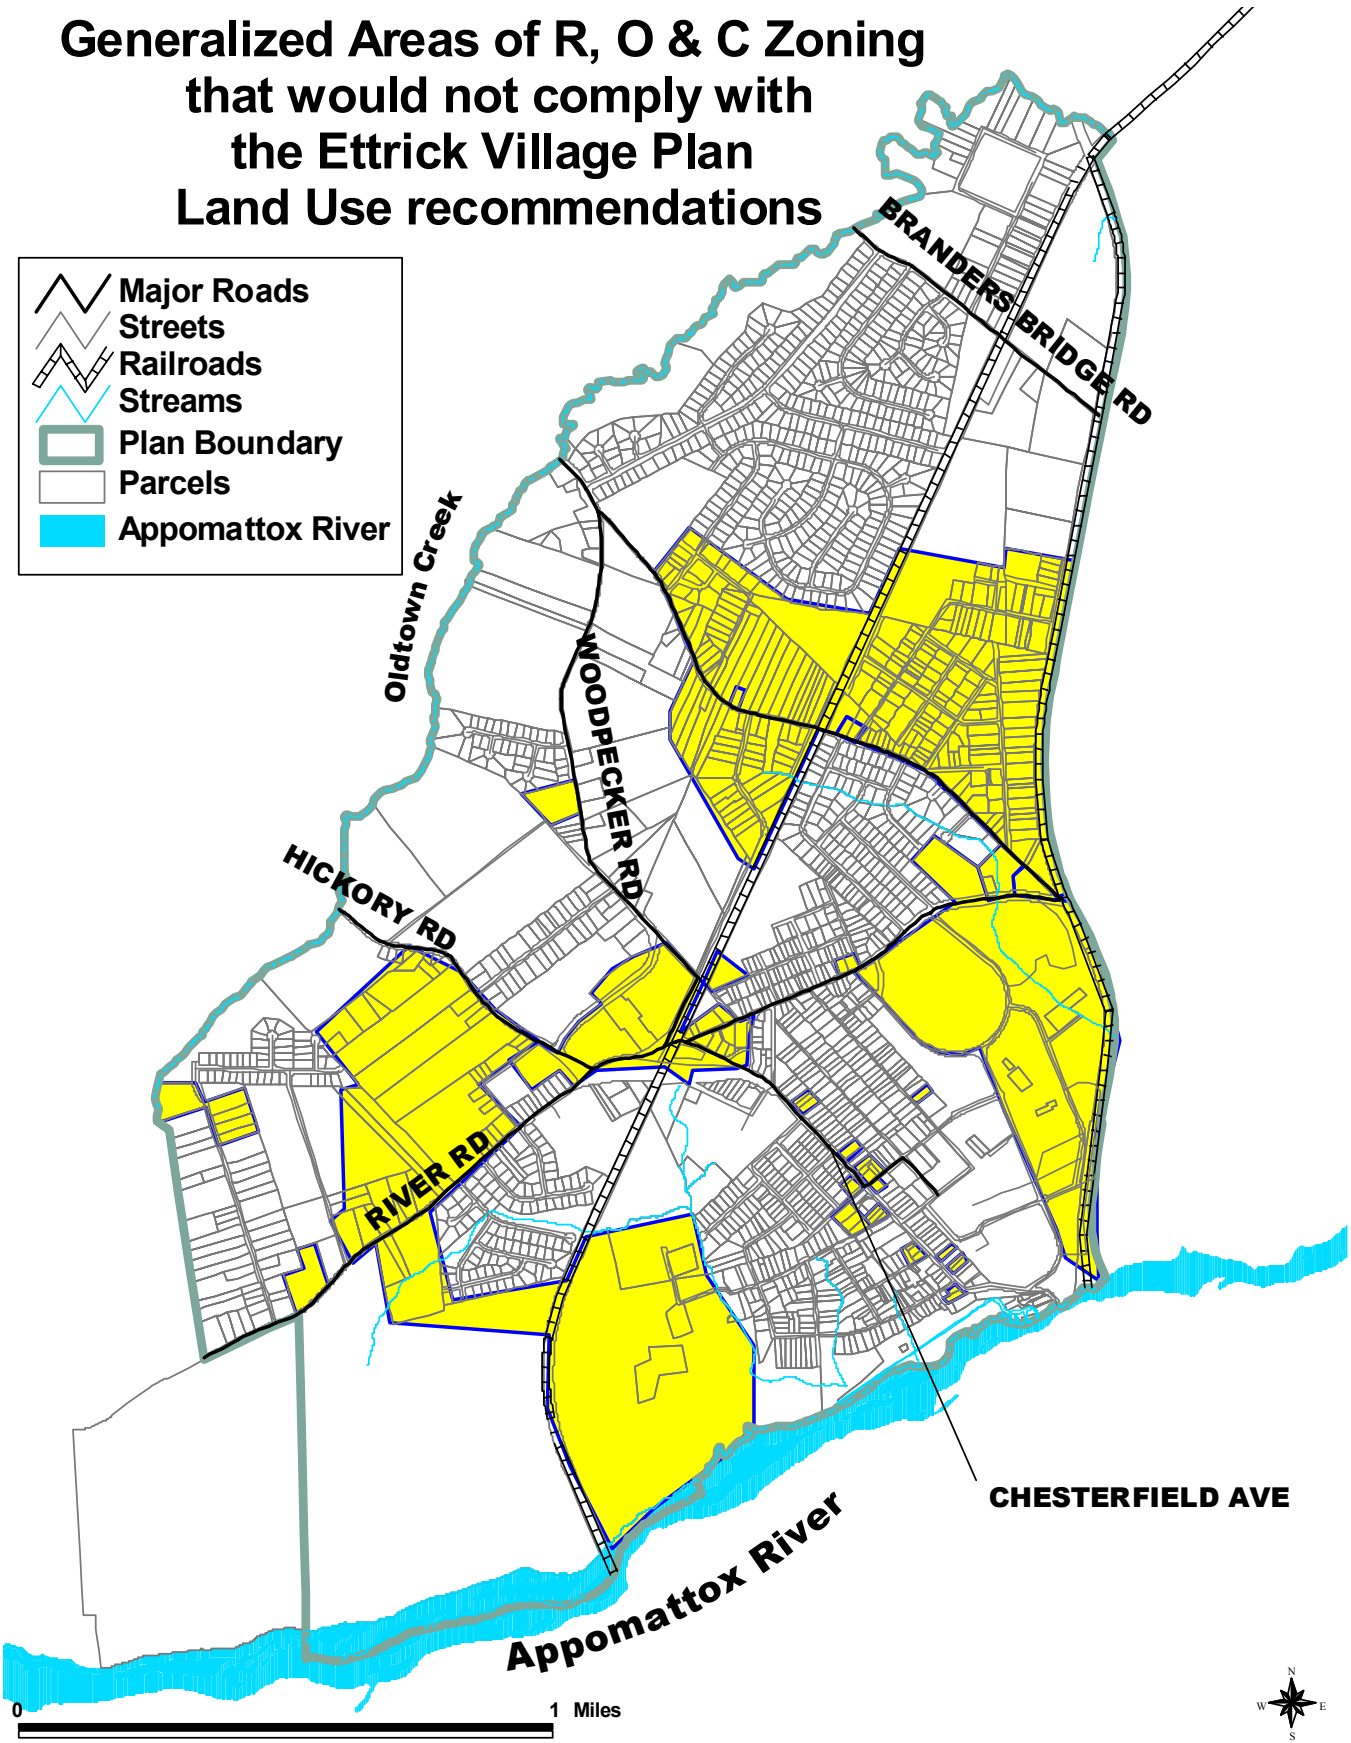 Generalized Areas of R, O & C Zoning
that would not comply with
the Ettrick Village Plan
Land Use recommendations
Major Roads
Streets
Railroads
Streams
Plan Boundary
Parcels
Appomattox River
BRANDERS BRIDGE RD
Oldtown Creek
WOODPECKER RD
HICKORY RD
RIVER RD
CHESTERFIELD AVE
Appomattox River
0 1 Miles
N
W E
S